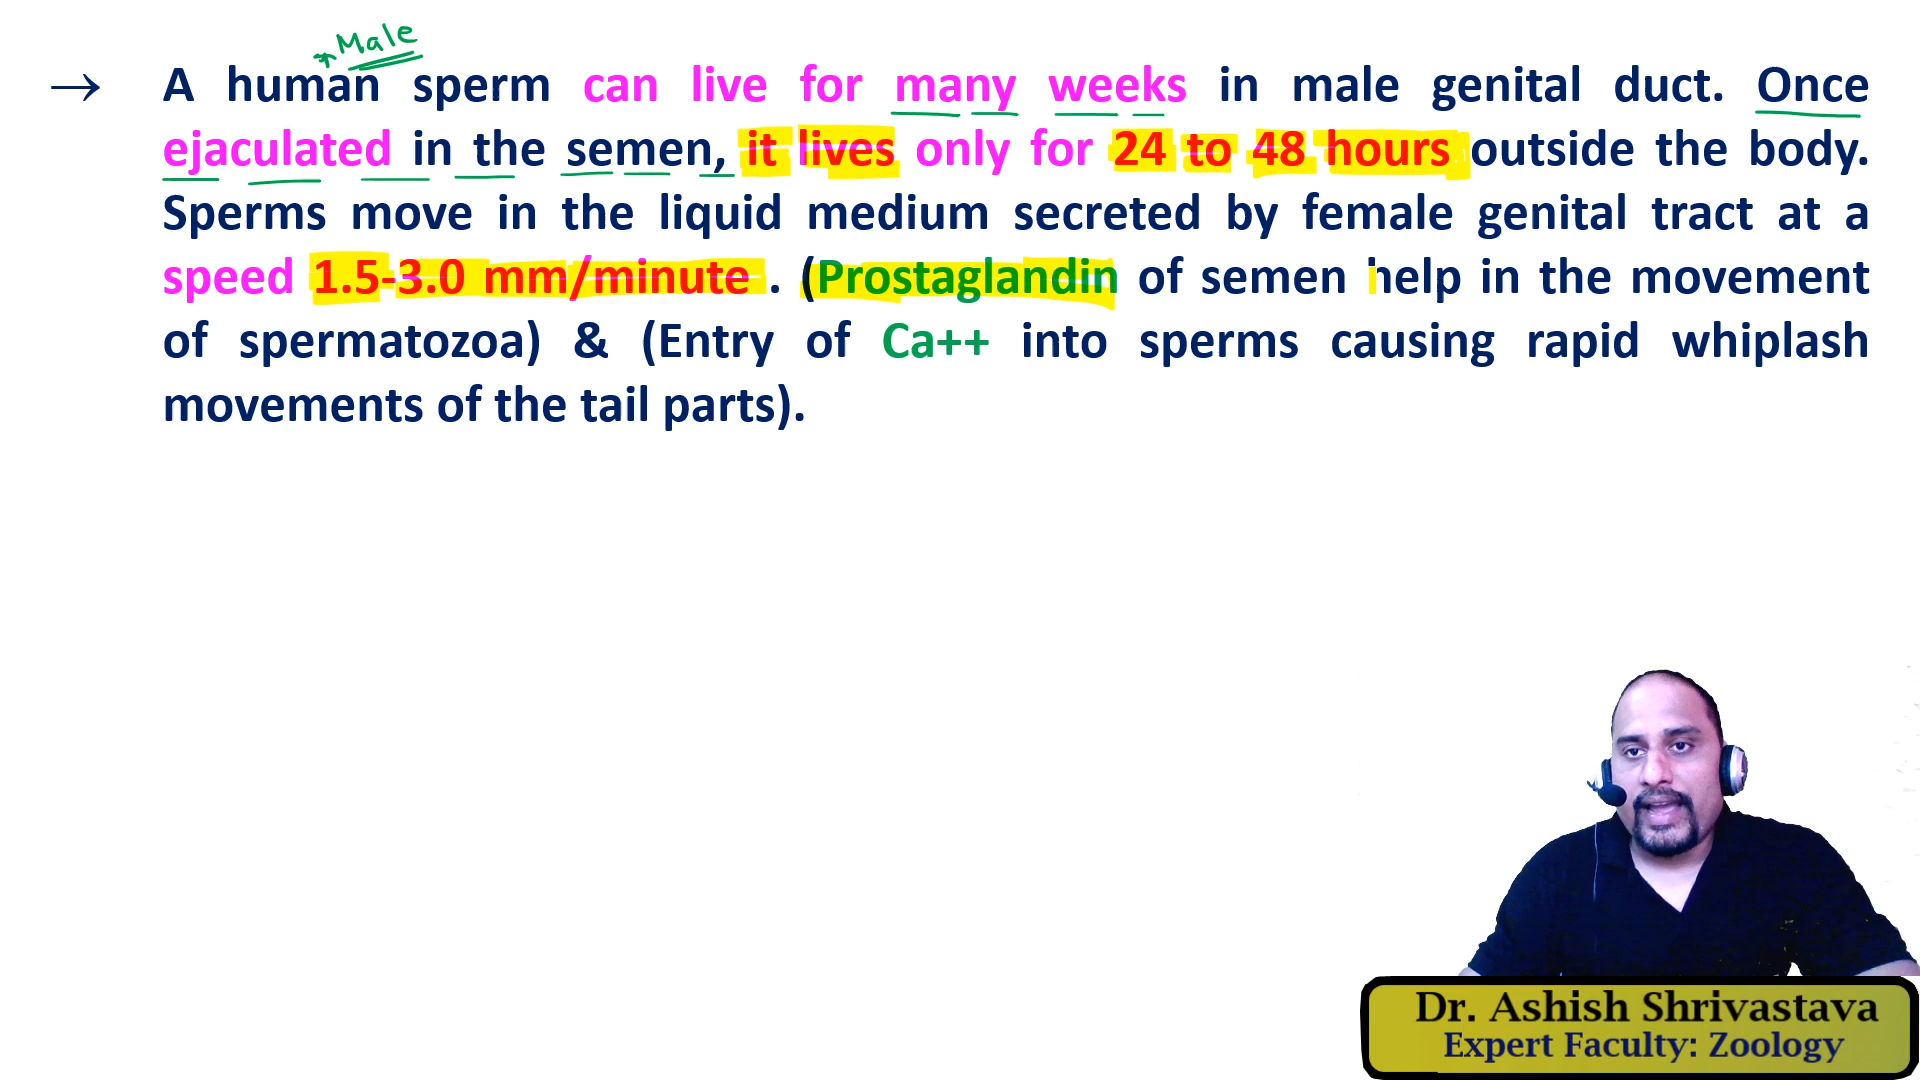 Male
→ A human sperm can live for many weeks in male genital duct. Once
ejaculated in the semen, it lives only for 24 to 48 hours outside the body.
Sperms move in the liquid medium secreted by female genital tract at a
speed 1.5-3.0 mm/minute . (Prostaglandin of semen help in the movement
of spermatozoa) & (Entry of Ca++ into sperms causing rapid whiplash
movements of the tail parts).
Dr. Ashish Shrivastava
Expert Faculty: Zoology